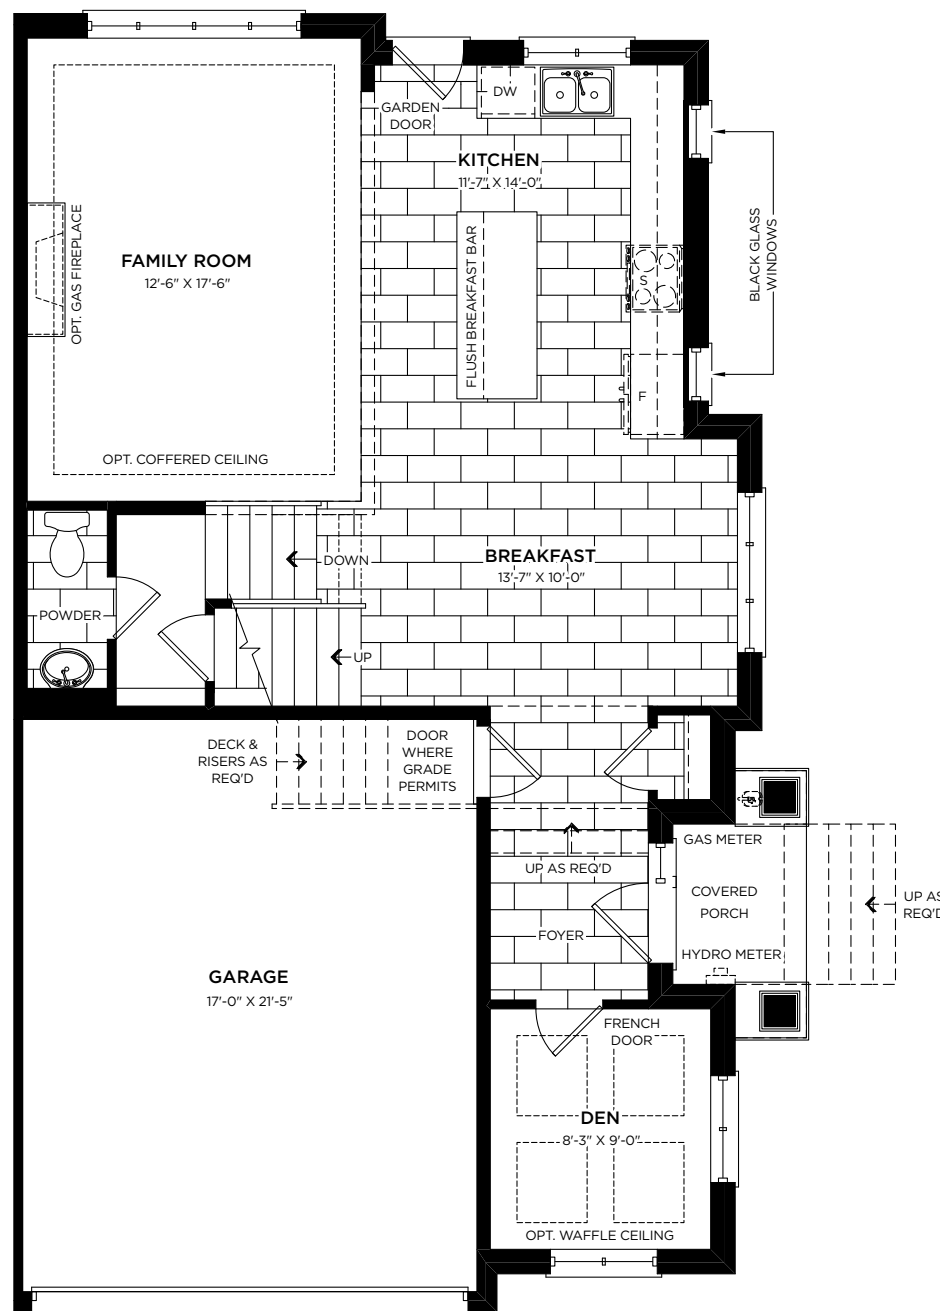 GARDEN
DOOR
DW
KITCHEN
11'-7" X 14'-0"
BLACK GLASS
WINDOWS
OPT. GAS FIREPLACE
FAMILY ROOM
12'-6" X 17'-6"
FLUSH BREAKFAST BAR
S
F
OPT. COFFERED CEILING
DOWN
BREAKFAST
13'-7" X 10'-0"
POWDER
UP
DECK &
RISERS AS
REQ'D
DOOR
WHERE
GRADE
PERMITS
GAS METER
UP AS REQ'D
COVERED
PORCH
UP AS
REQ'D
FOYER
HYDRO METER
GARAGE
17'-0" X 21'-5"
FRENCH
DOOR
DEN
8'-3" X 9'-0"
OPT. WAFFLE CEILING